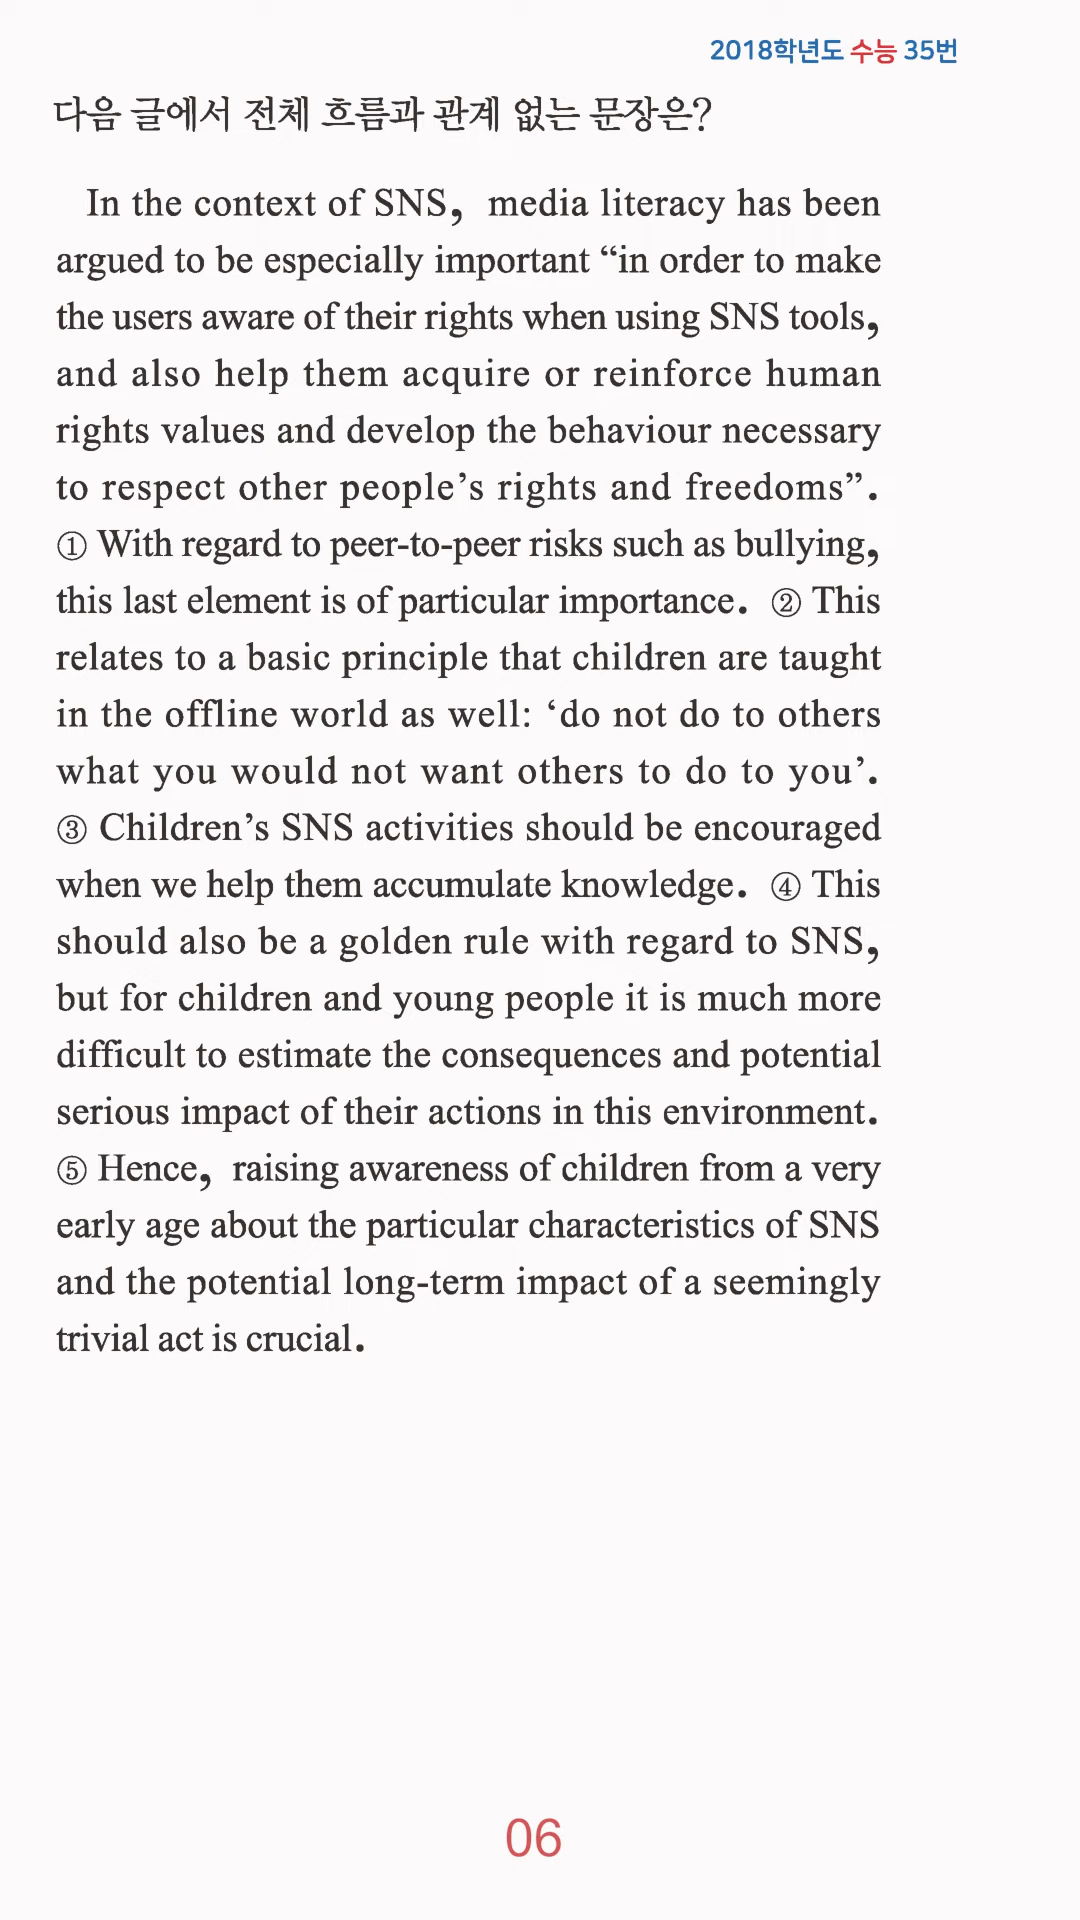 2018학년도 수능 35번
다음 글에서 전체 흐름과 관계 없는 문장은?
In the context of SNS, media literacy has been
argued to be especially important “in order to make
the users aware of their rights when using SNS tools,
and also help them acquire or reinforce human
rights values and develop the behaviour necessary
to respect other people’s rights and freedoms”.
① With regard to peer-to-peer risks such as bullying,
this last element is of particular importance. ② This
relates to a basic principle that children are taught
in the offline world as well: ‘do not do to others
what you would not want others to do to you’.
③ Children’s SNS activities should be encouraged
when we help them accumulate knowledge. ④ This
should also be a golden rule with regard to SNS,
but for children and young people it is much more
difficult to estimate the consequences and potential
serious impact of their actions in this environment.
⑤ Hence, raising awareness of children from a very
early age about the particular characteristics of SNS
and the potential long-term impact of a seemingly
trivial act is crucial.
06